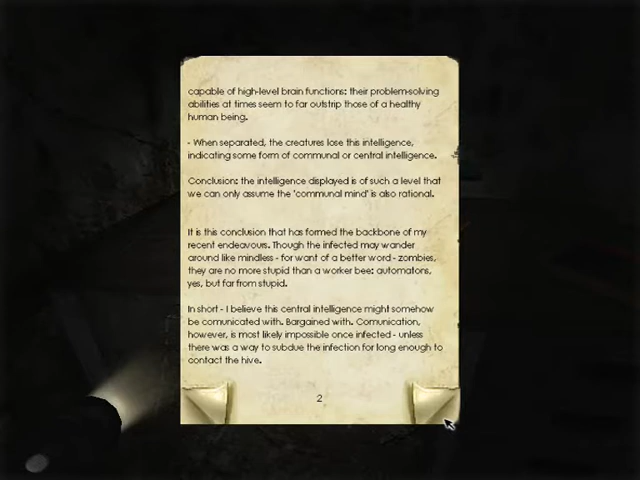 capable of high-level brain functions: their problem-solving
abilities at times seem to far outstrip those of a healthy
human being.
- When separated, the creatures lose this intelligence,
indicating some form of communal or central intelligence.
Conclusion: the intelligence displayed is of such a level that
we can only assume the 'communal mind' is also rational.
It is this conclusion that has formed the backbone of my
recent endeavours. Though the infected may wander
around like mindless - for want of a better word - zombies,
they are no more stupid than a worker bee: automatons,
yes, but far from stupid.
In short - I believe this central intelligence might somehow
be comunicated with. Bargained with. Comunication,
however, is most likely impossible once infected - unless
there was a way to subdue the infection for long enough to
contact the hive.
2